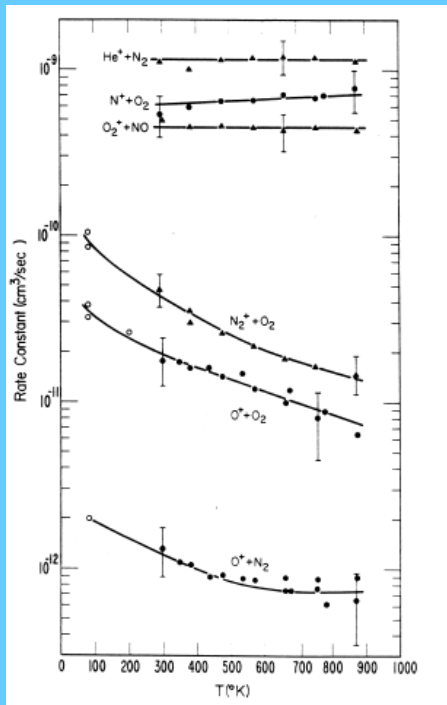 He⁺+N₂
10⁻⁹
N⁺+O₂
O₂⁺+NO
10⁻¹⁰
N₂⁺+O₂
10⁻¹¹
O⁺+O₂
O⁺+N₂
10⁻¹²
Rate Constant (cm³/sec)
0 100 200 300 400 500 600 700 800 900 1000
T(°K)